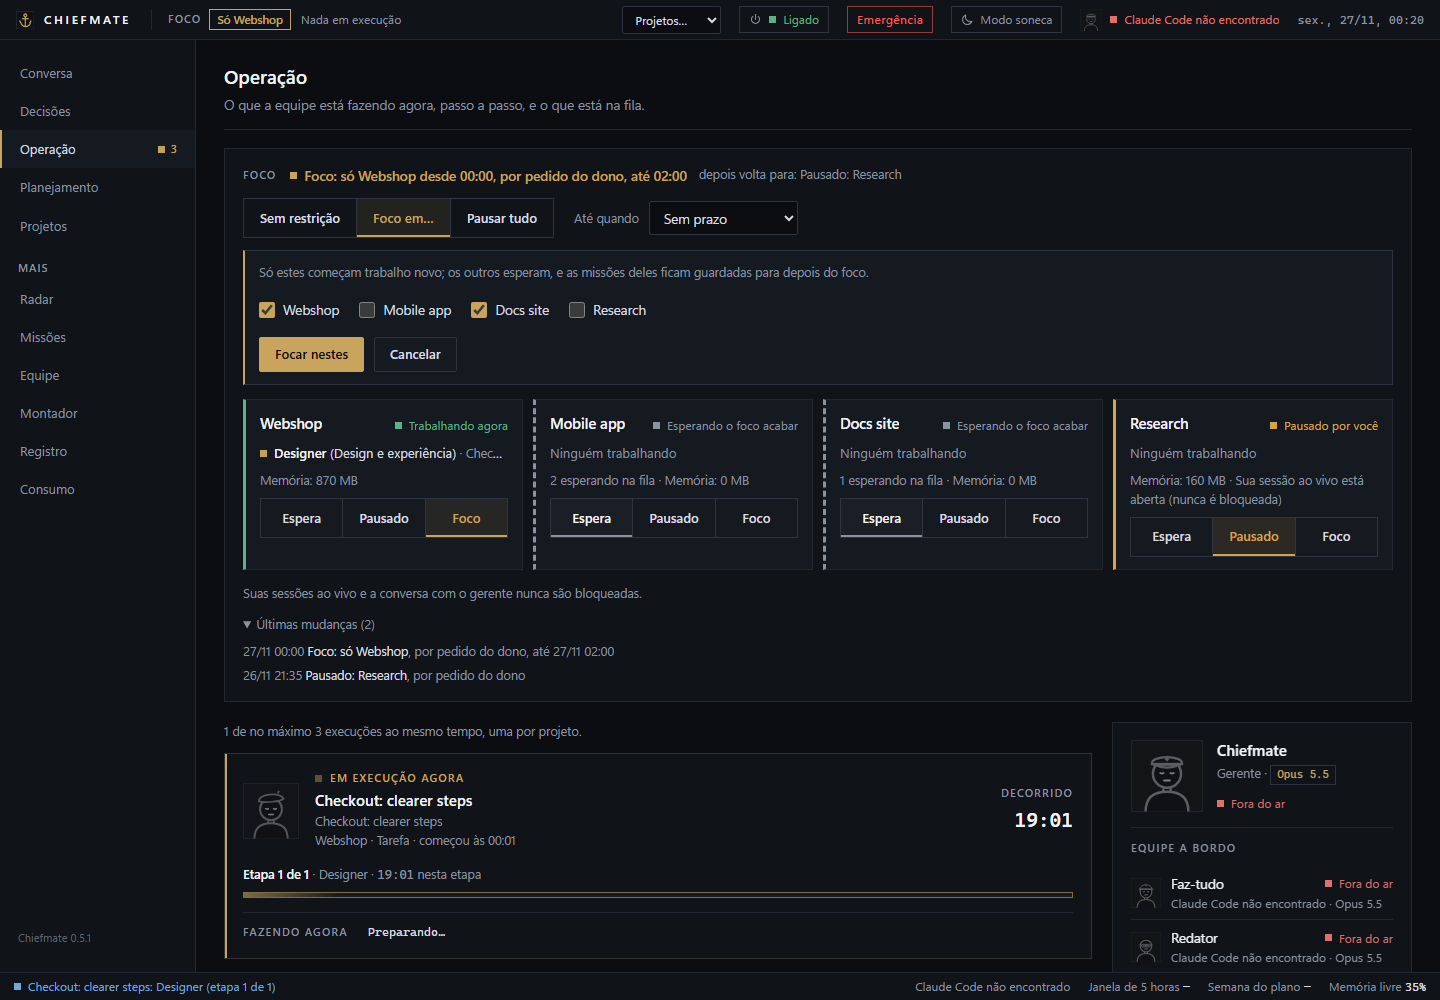 CHIEFMATE
FOCO Só Webshop Nada em execução
Projetos...
Ligado
Emergência
Modo soneca
Claude Code não encontrado
sex., 27/11, 00:20
Conversa
Decisões
Operação 3
Planejamento
Projetos
MAIS
Radar
Missões
Equipe
Montador
Registro
Consumo
Chiefmate 0.5.1
Operação
O que a equipe está fazendo agora, passo a passo, e o que está na fila.
FOCO Foco: só Webshop desde 00:00, por pedido do dono, até 02:00 depois volta para: Pausado: Research
Sem restrição Foco em... Pausar tudo Até quando Sem prazo
Só estes começam trabalho novo; os outros esperam, e as missões deles ficam guardadas para depois do foco.
Webshop Mobile app Docs site Research
Focar nestes Cancelar
Webshop Trabalhando agora
Designer (Design e experiência) · Chec...
Memória: 870 MB
Espera Pausado Foco
Mobile app Esperando o foco acabar
Ninguém trabalhando
2 esperando na fila · Memória: 0 MB
Espera Pausado Foco
Docs site Esperando o foco acabar
Ninguém trabalhando
1 esperando na fila · Memória: 0 MB
Espera Pausado Foco
Research Pausado por você
Ninguém trabalhando
Memória: 160 MB · Sua sessão ao vivo está
aberta (nunca é bloqueada)
Espera Pausado Foco
Suas sessões ao vivo e a conversa com o gerente nunca são bloqueadas.
▼ Últimas mudanças (2)
27/11 00:00 Foco: só Webshop, por pedido do dono, até 27/11 02:00
26/11 21:35 Pausado: Research, por pedido do dono
1 de no máximo 3 execuções ao mesmo tempo, uma por projeto.
EM EXECUÇÃO AGORA
Checkout: clearer steps
Checkout: clearer steps
Webshop · Tarefa · começou às 00:01
DECORRIDO
19:01
Etapa 1 de 1 · Designer · 19:01 nesta etapa
FAZENDO AGORA Preparando…
Chiefmate
Gerente · Opus 5.5
Fora do ar
EQUIPE A BORDO
Faz-tudo Fora do ar
Claude Code não encontrado · Opus 5.5
Redator Fora do ar
Claude Code não encontrado · Opus 5.5
Checkout: clearer steps: Designer (etapa 1 de 1)
Claude Code não encontrado Janela de 5 horas — Semana do plano — Memória livre 35%